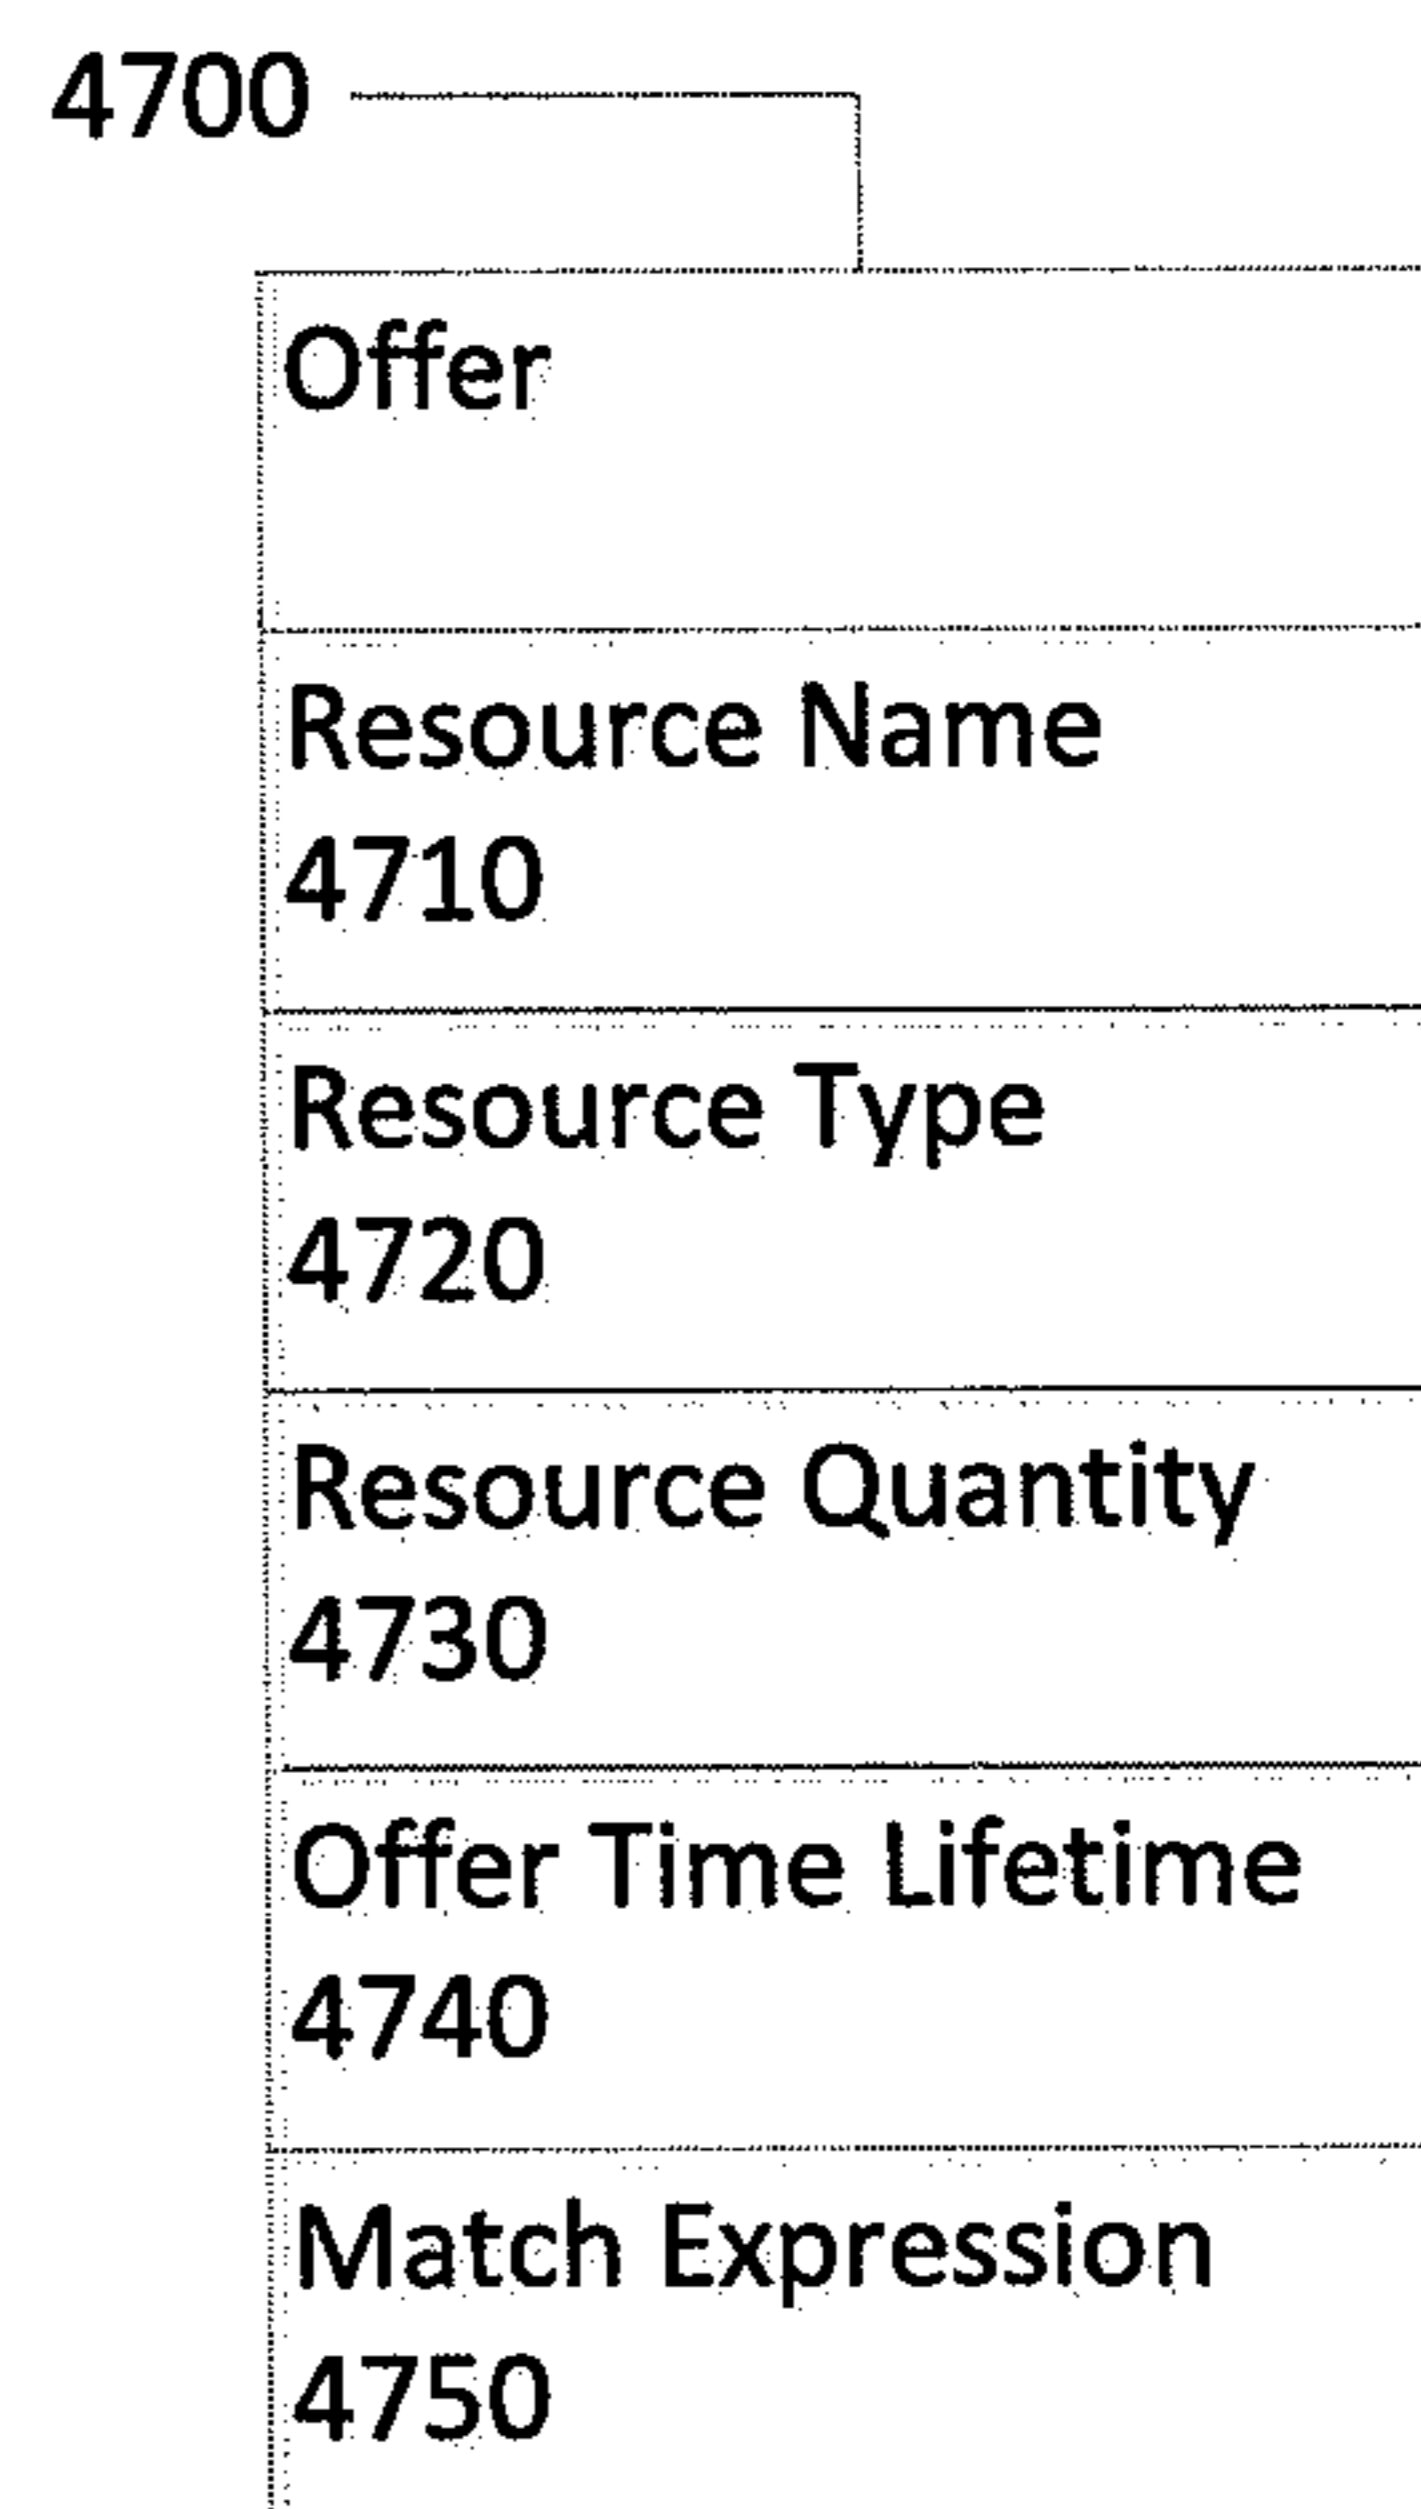 4700
Offer
Resource Name
4710
Resource Type
4720
Resource Quantity
4730
Offer Time Lifetime
4740
Match Expression
4750